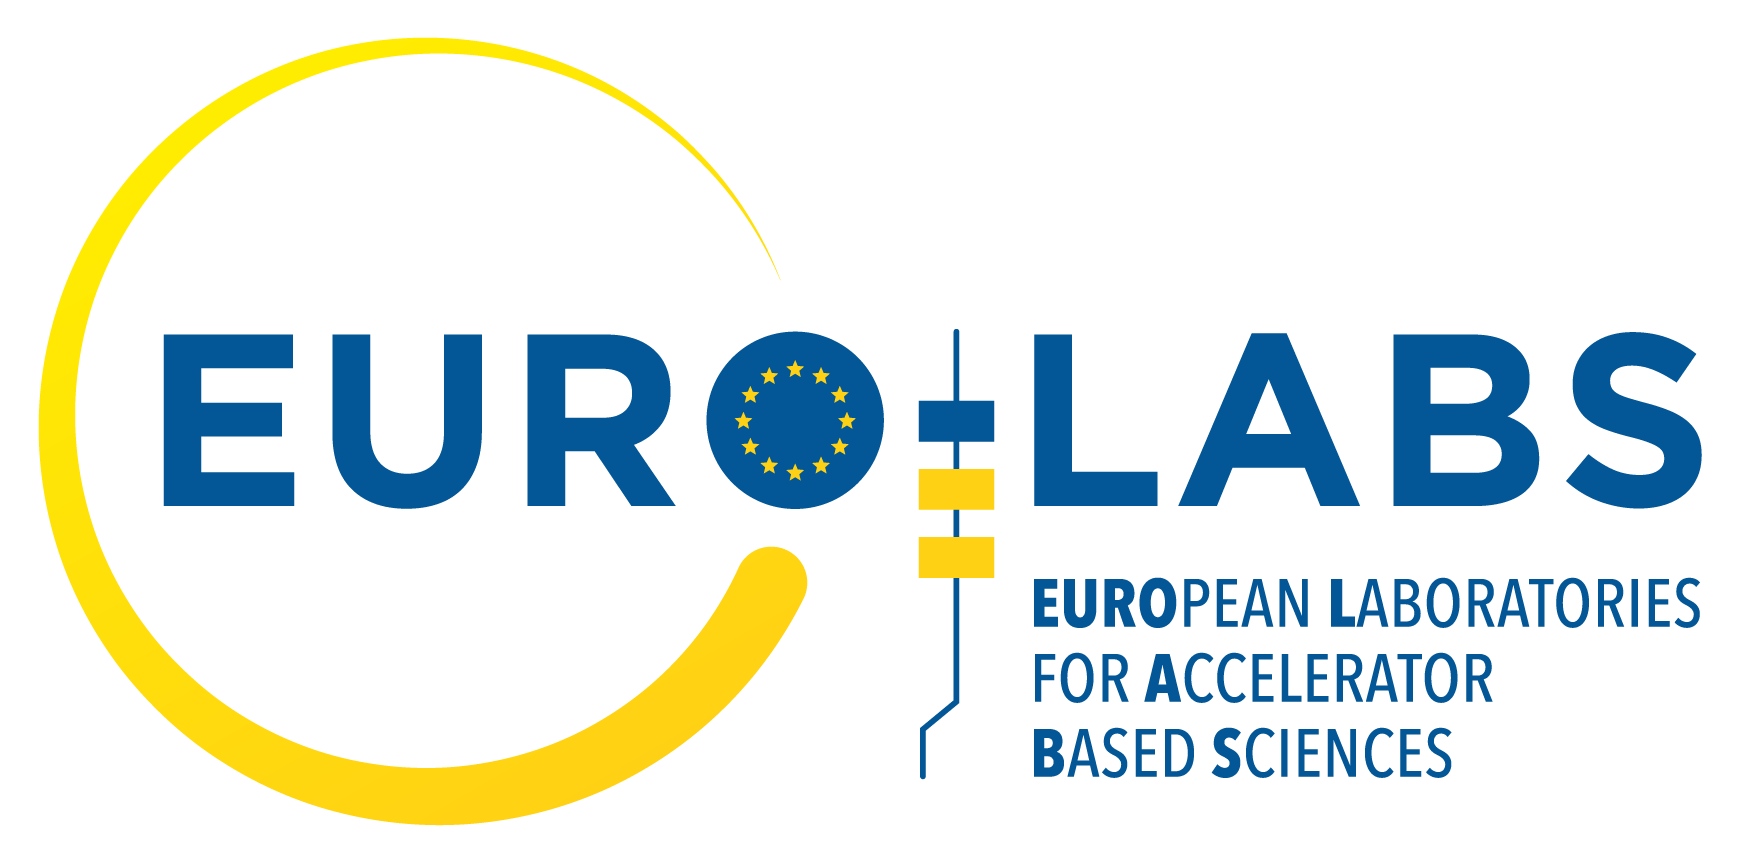 EURO LABS
EUROPEAN LABORATORIES
FOR ACCELERATOR
BASED SCIENCES